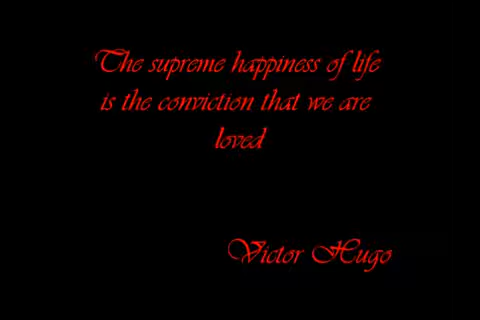 The supreme happiness of life
is the conviction that we are
loved
Victor Hugo